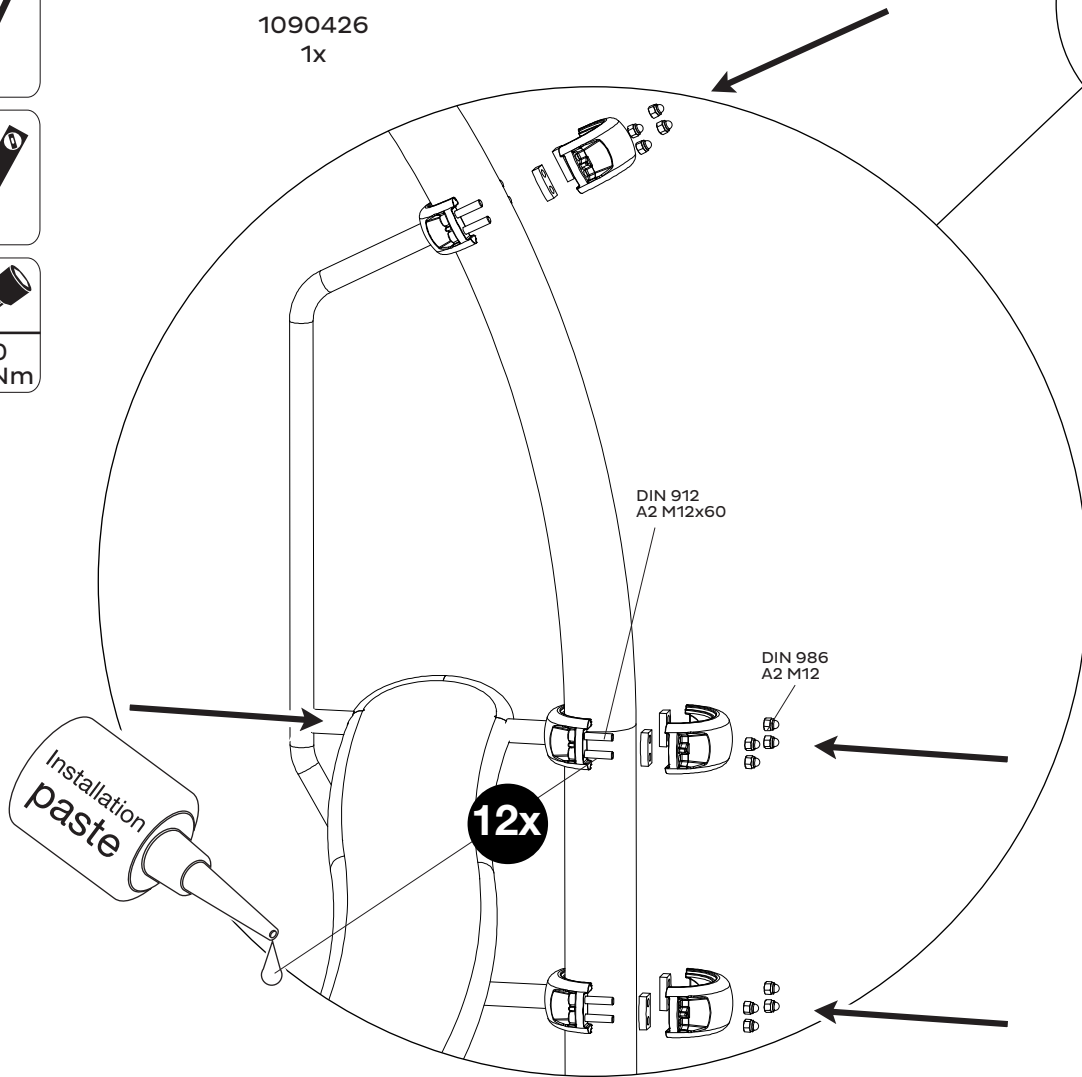 1090426
1x
Nm
DIN 912
A2 M12x60
DIN 986
A2 M12
12x
Installation
paste